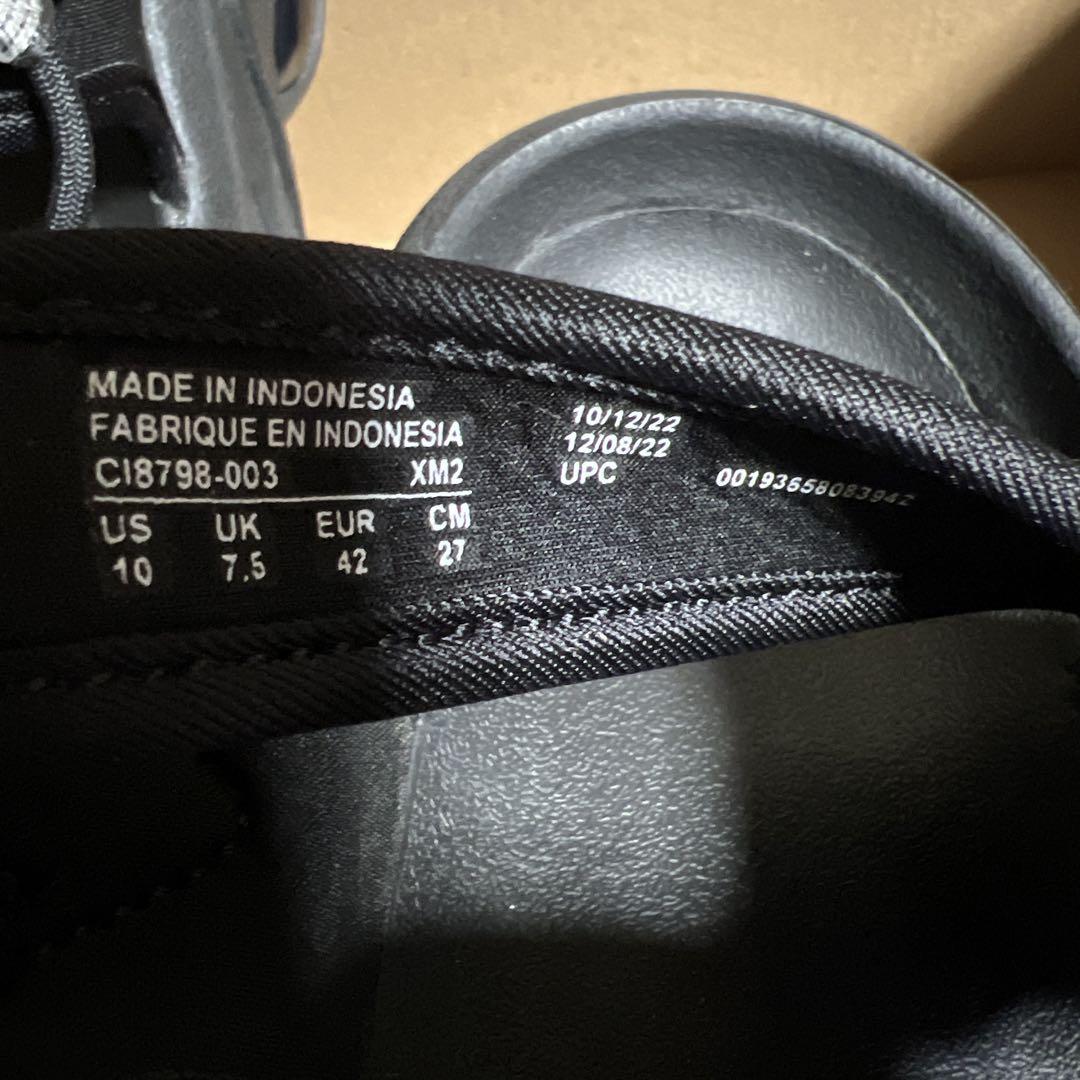 MADE IN INDONESIA
FABRIQUE EN INDONESIA
CI8798-003 XM2
US UK EUR CM
10 7.5 42 27
10/12/22
12/08/22
UPC 00193658083942